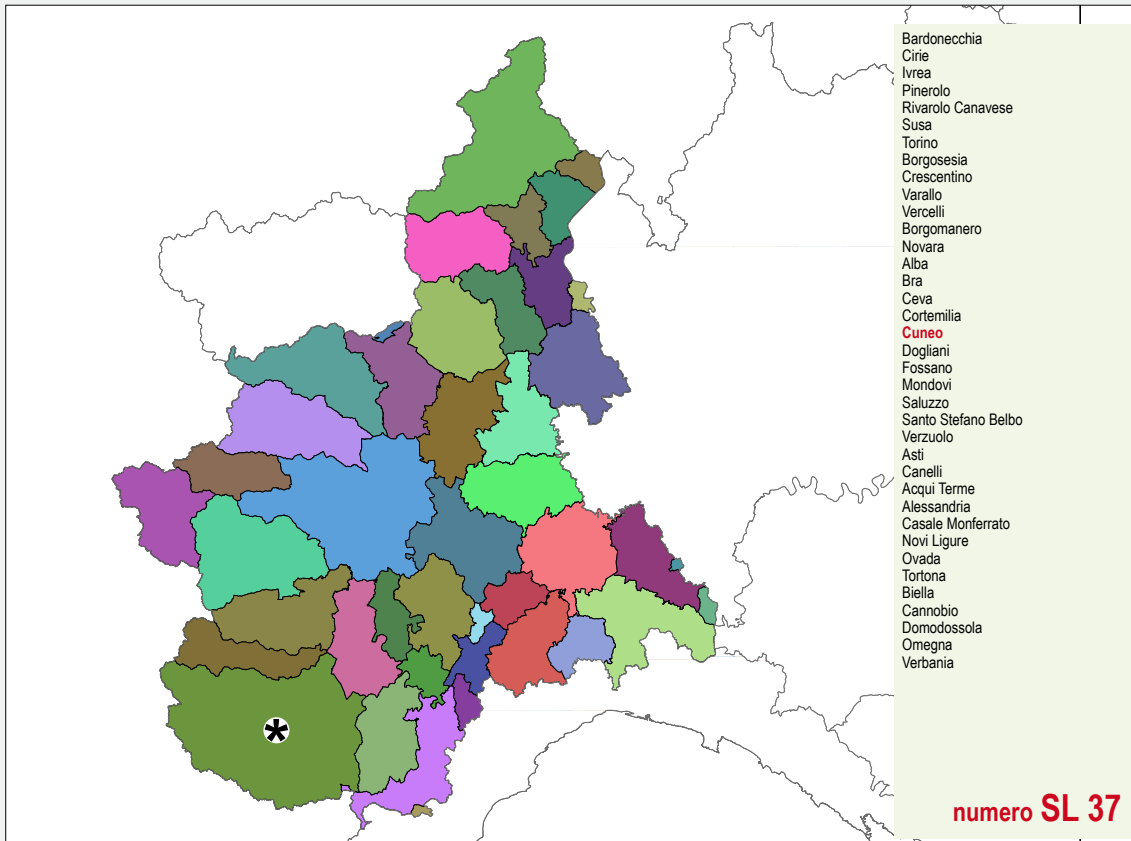 Bardonecchia
Cirie
Ivrea
Pinerolo
Rivarolo Canavese
Susa
Torino
Borgosesia
Crescentino
Varallo
Vercelli
Borgomanero
Novara
Alba
Bra
Ceva
Cortemilia
Cuneo
Dogliani
Fossano
Mondovi
Saluzzo
Santo Stefano Belbo
Verzuolo
Asti
Canelli
Acqui Terme
Alessandria
Casale Monferrato
Novi Ligure
Ovada
Tortona
Biella
Cannobio
Domodossola
Omegna
Verbania
*
numero SL 37